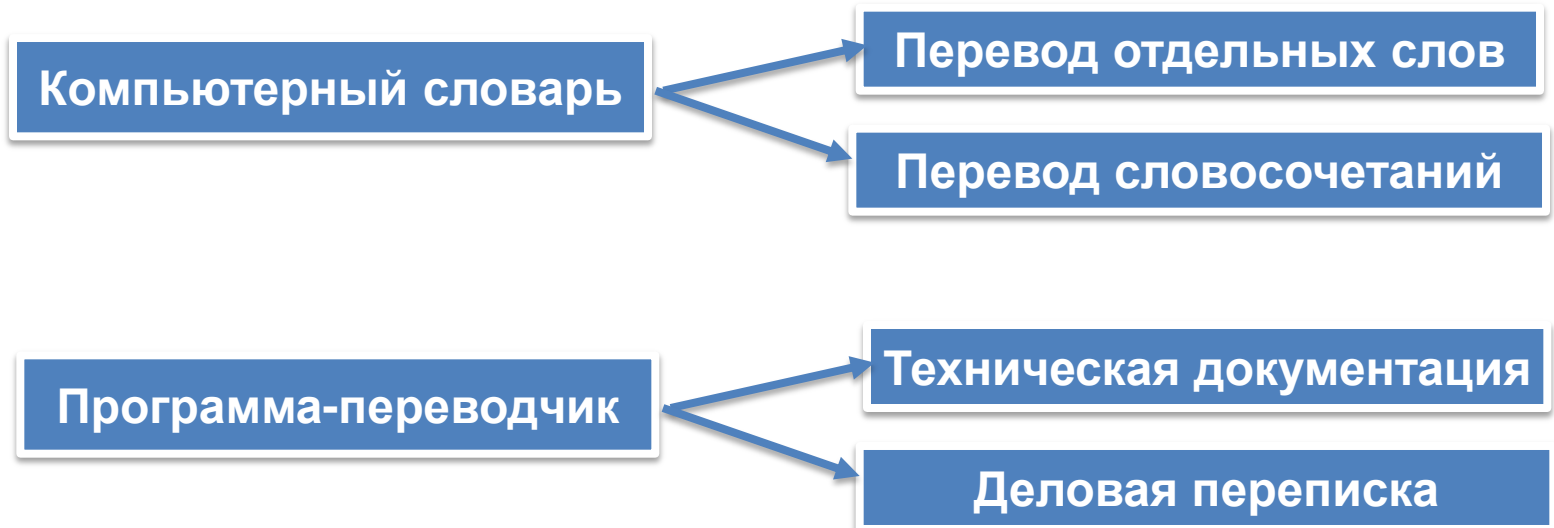 Компьютерный словарь
Перевод отдельных слов
Перевод словосочетаний
Программа-переводчик
Техническая документация
Деловая переписка